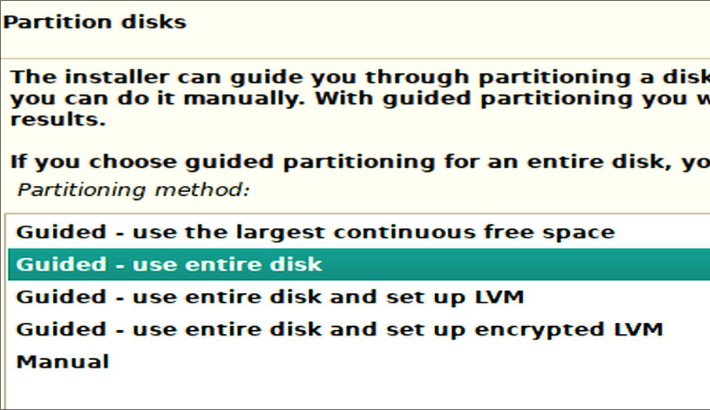 Partition disks
The installer can guide you through partitioning a disk
you can do it manually. With guided partitioning you w
results.
If you choose guided partitioning for an entire disk, yo
Partitioning method:
Guided - use the largest continuous free space
Guided - use entire disk
Guided - use entire disk and set up LVM
Guided - use entire disk and set up encrypted LVM
Manual